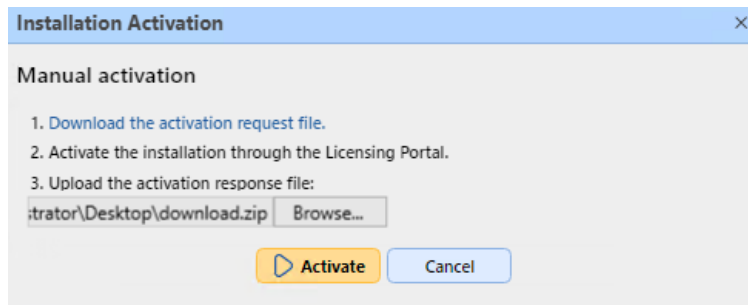 Installation Activation
Manual activation
1. Download the activation request file.
2. Activate the installation through the Licensing Portal.
3. Upload the activation response file:
strator\Desktop\download.zip Browse...
Activate Cancel